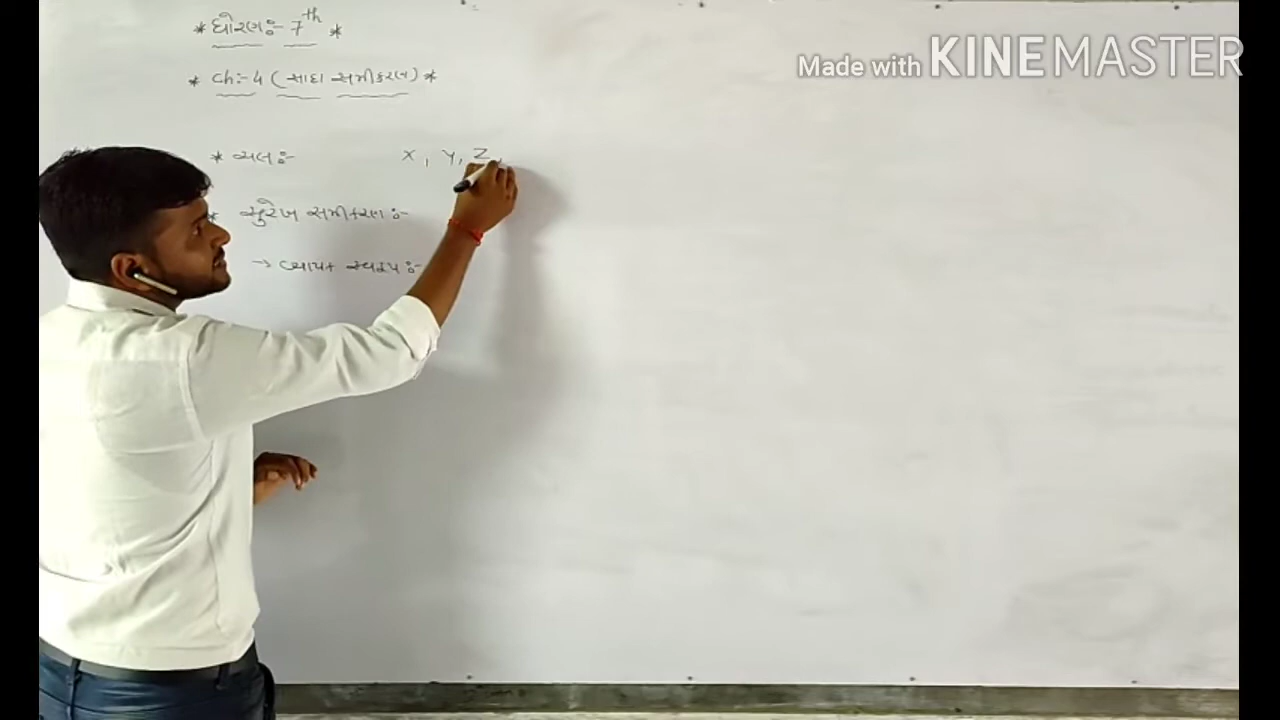 * ધોરણ:- 7th *
* Ch:- 4 ( સાદા સમીકરણ ) *
* ચલ:- X, Y, Z,
* સુરેખ સમીકરણ:-
→ વ્યાપક સ્વરૂપ:-
Made with KINEMASTER